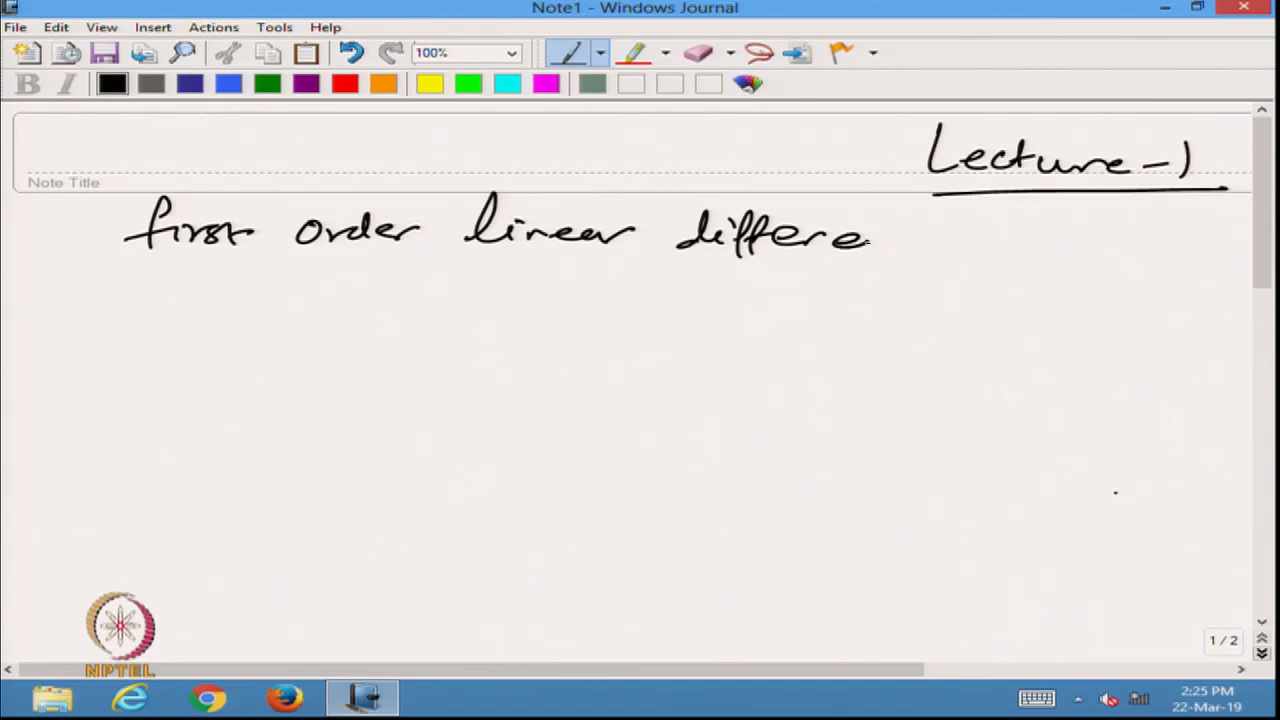 Note1 - Windows Journal
File Edit View Insert Actions Tools Help
100%
B I
Lecture-1
Note Title
first order linear differe
1 / 2
NPTEL
2:25 PM
22-Mar-19